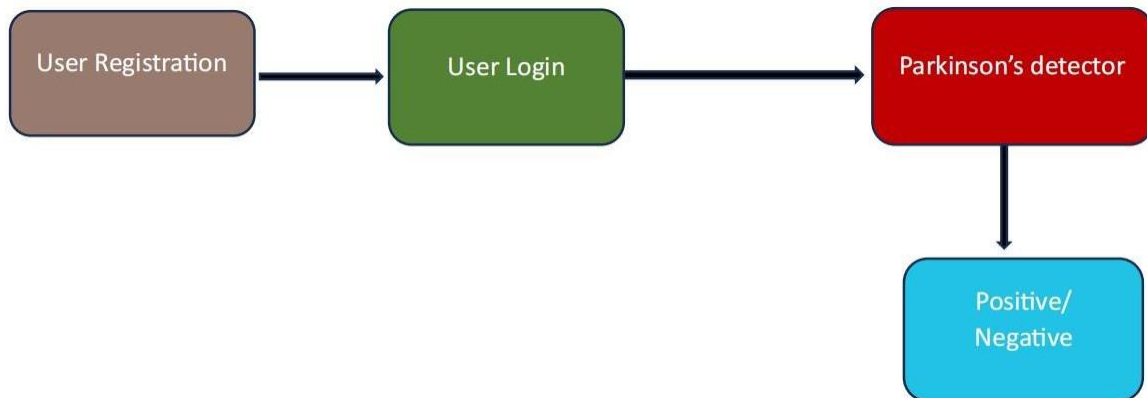 User Registration
User Login
Parkinson’s detector
Positive/
Negative